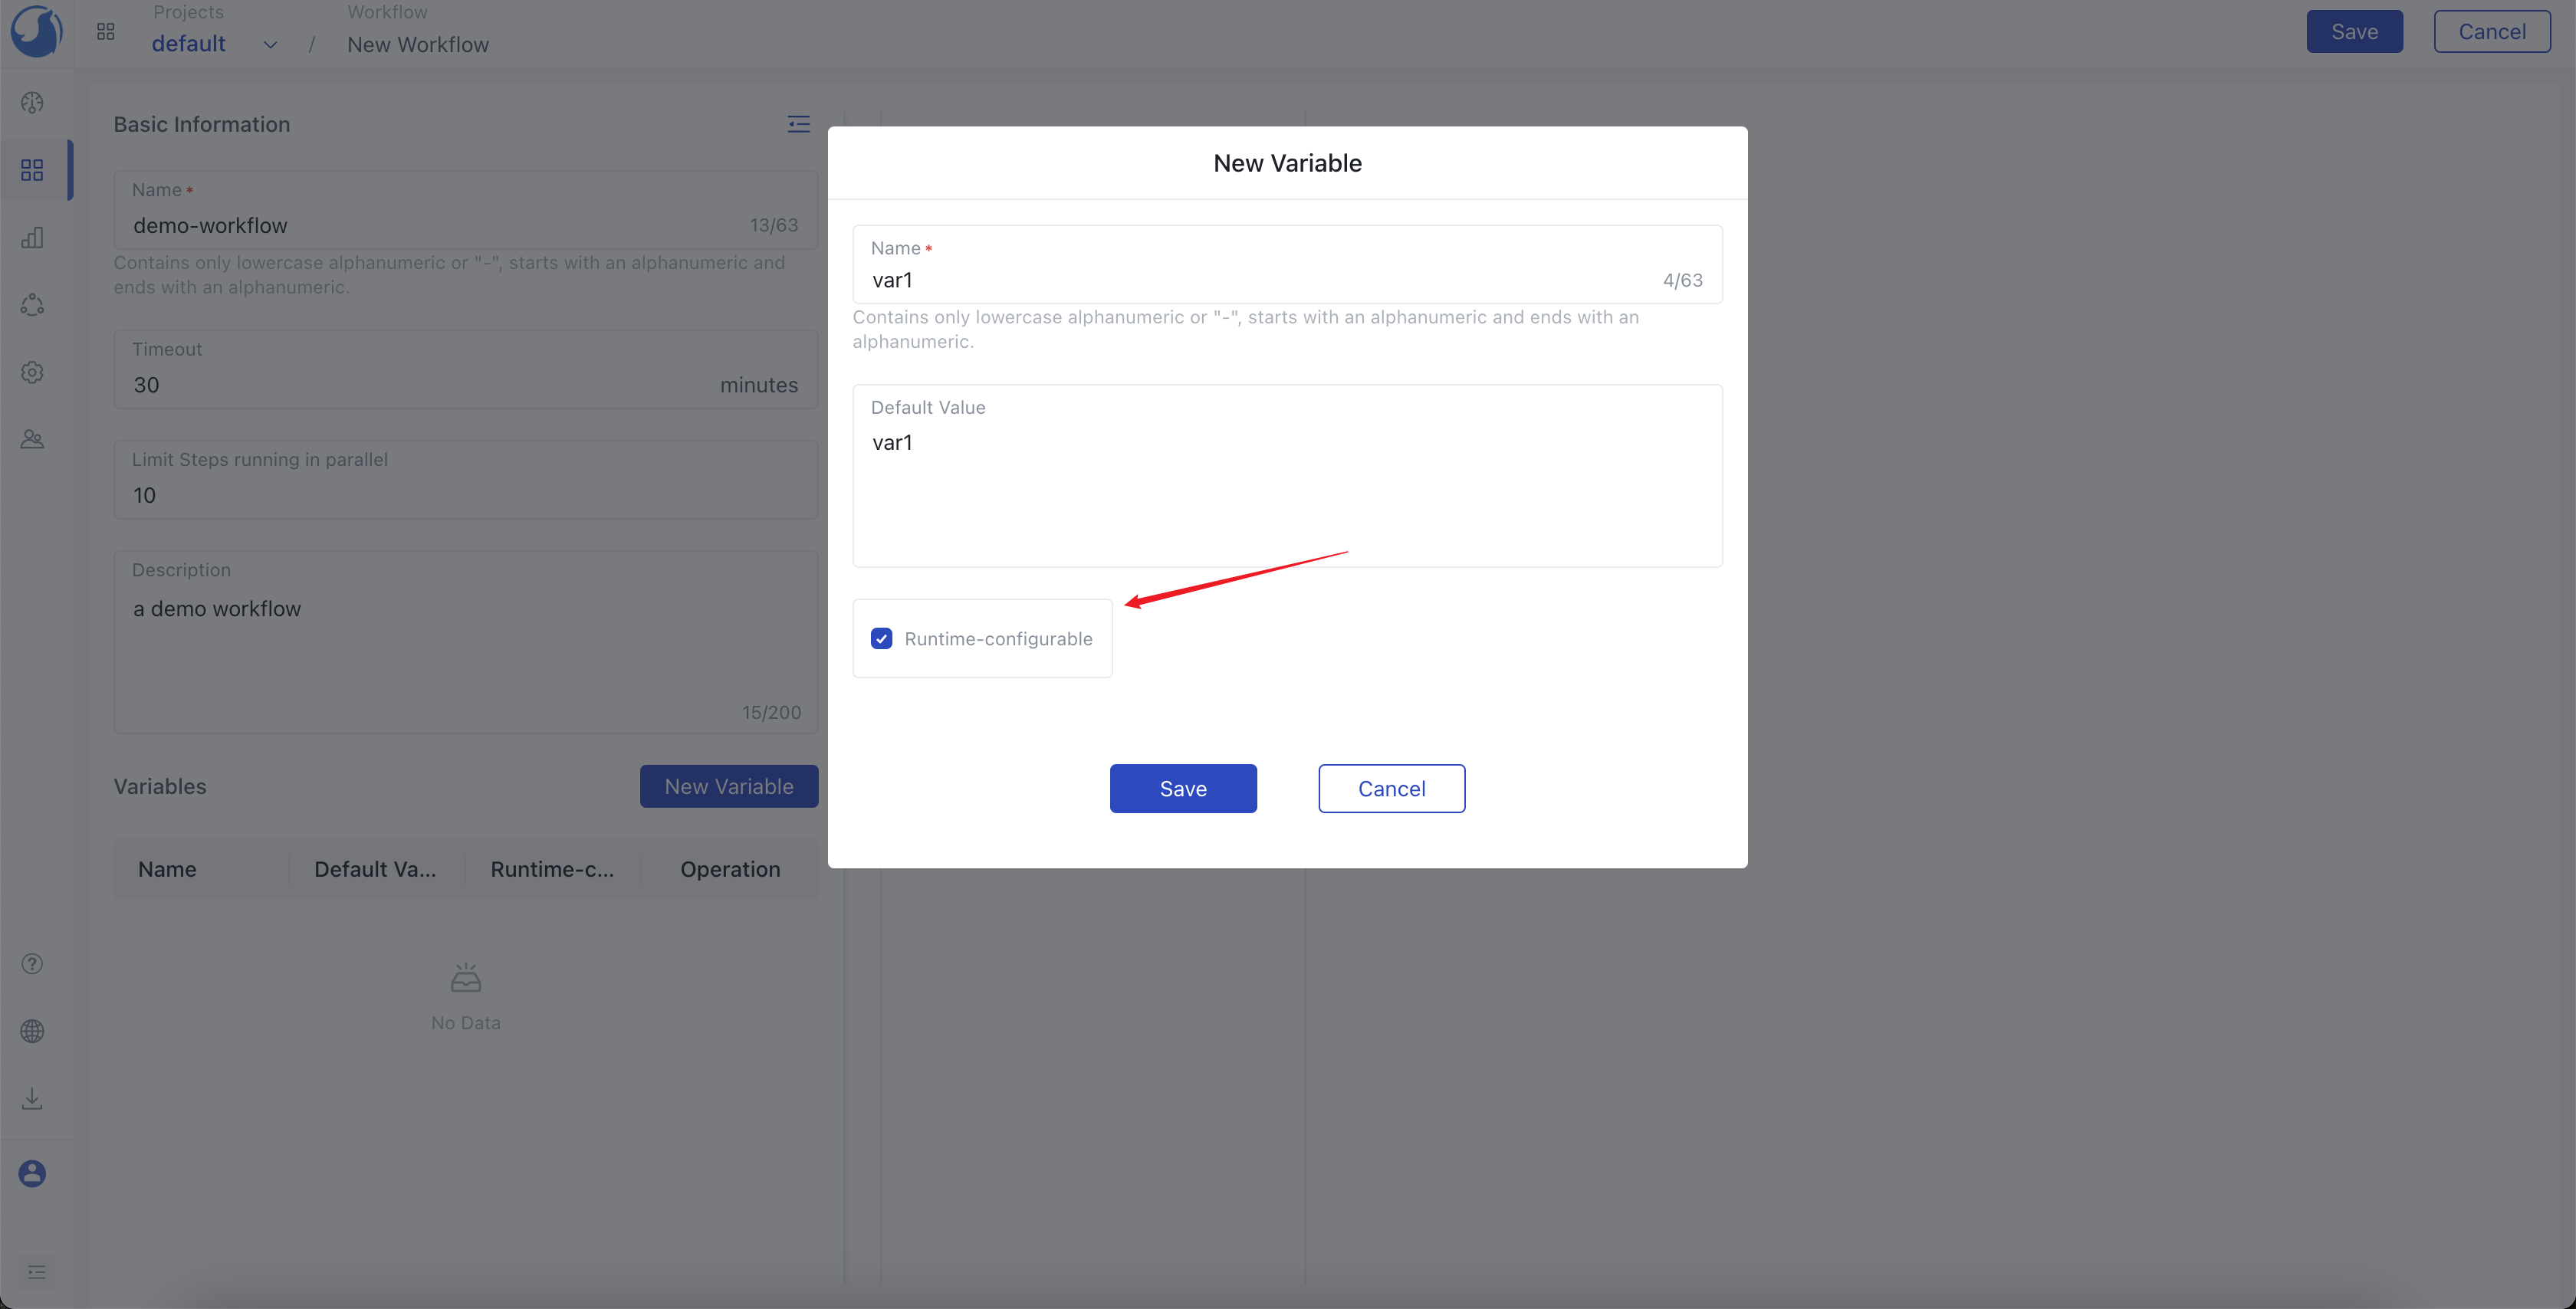 Projects
default
/
Workflow
New Workflow
Save
Cancel
Basic Information
Name *
demo-workflow
13/63
Contains only lowercase alphanumeric or "-", starts with an alphanumeric and
ends with an alphanumeric.
Timeout
30
minutes
Limit Steps running in parallel
10
Description
a demo workflow
15/200
Variables
New Variable
Name
Default Va...
Runtime-c...
Operation
No Data
New Variable
Name *
var1
4/63
Contains only lowercase alphanumeric or "-", starts with an alphanumeric and ends with an
alphanumeric.
Default Value
var1
Runtime-configurable
Save
Cancel